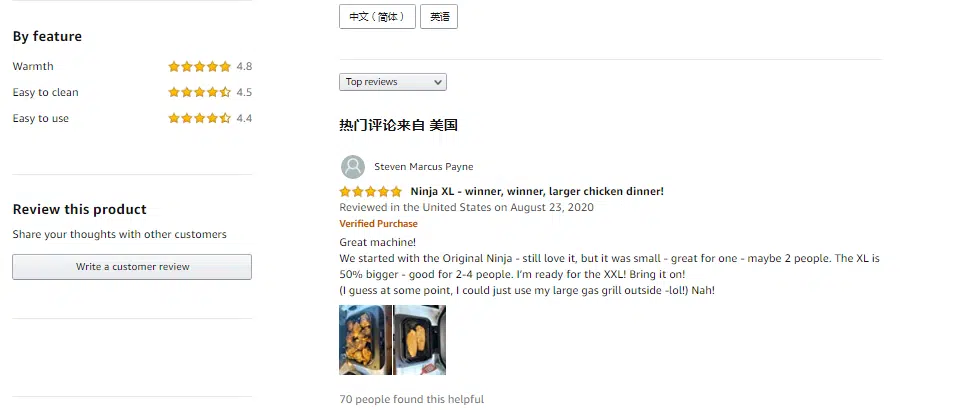 By feature
Warmth 4.8
Easy to clean 4.5
Easy to use 4.4
Review this product
Share your thoughts with other customers
Write a customer review
中文（简体） 英语
Top reviews
热门评论来自 美国
Steven Marcus Payne
Ninja XL - winner, winner, larger chicken dinner!
Reviewed in the United States on August 23, 2020
Verified Purchase
Great machine!
We started with the Original Ninja - still love it, but it was small - great for one - maybe 2 people. The XL is
50% bigger - good for 2-4 people. I’m ready for the XXL! Bring it on!
(I guess at some point, I could just use my large gas grill outside -lol!) Nah!
70 people found this helpful